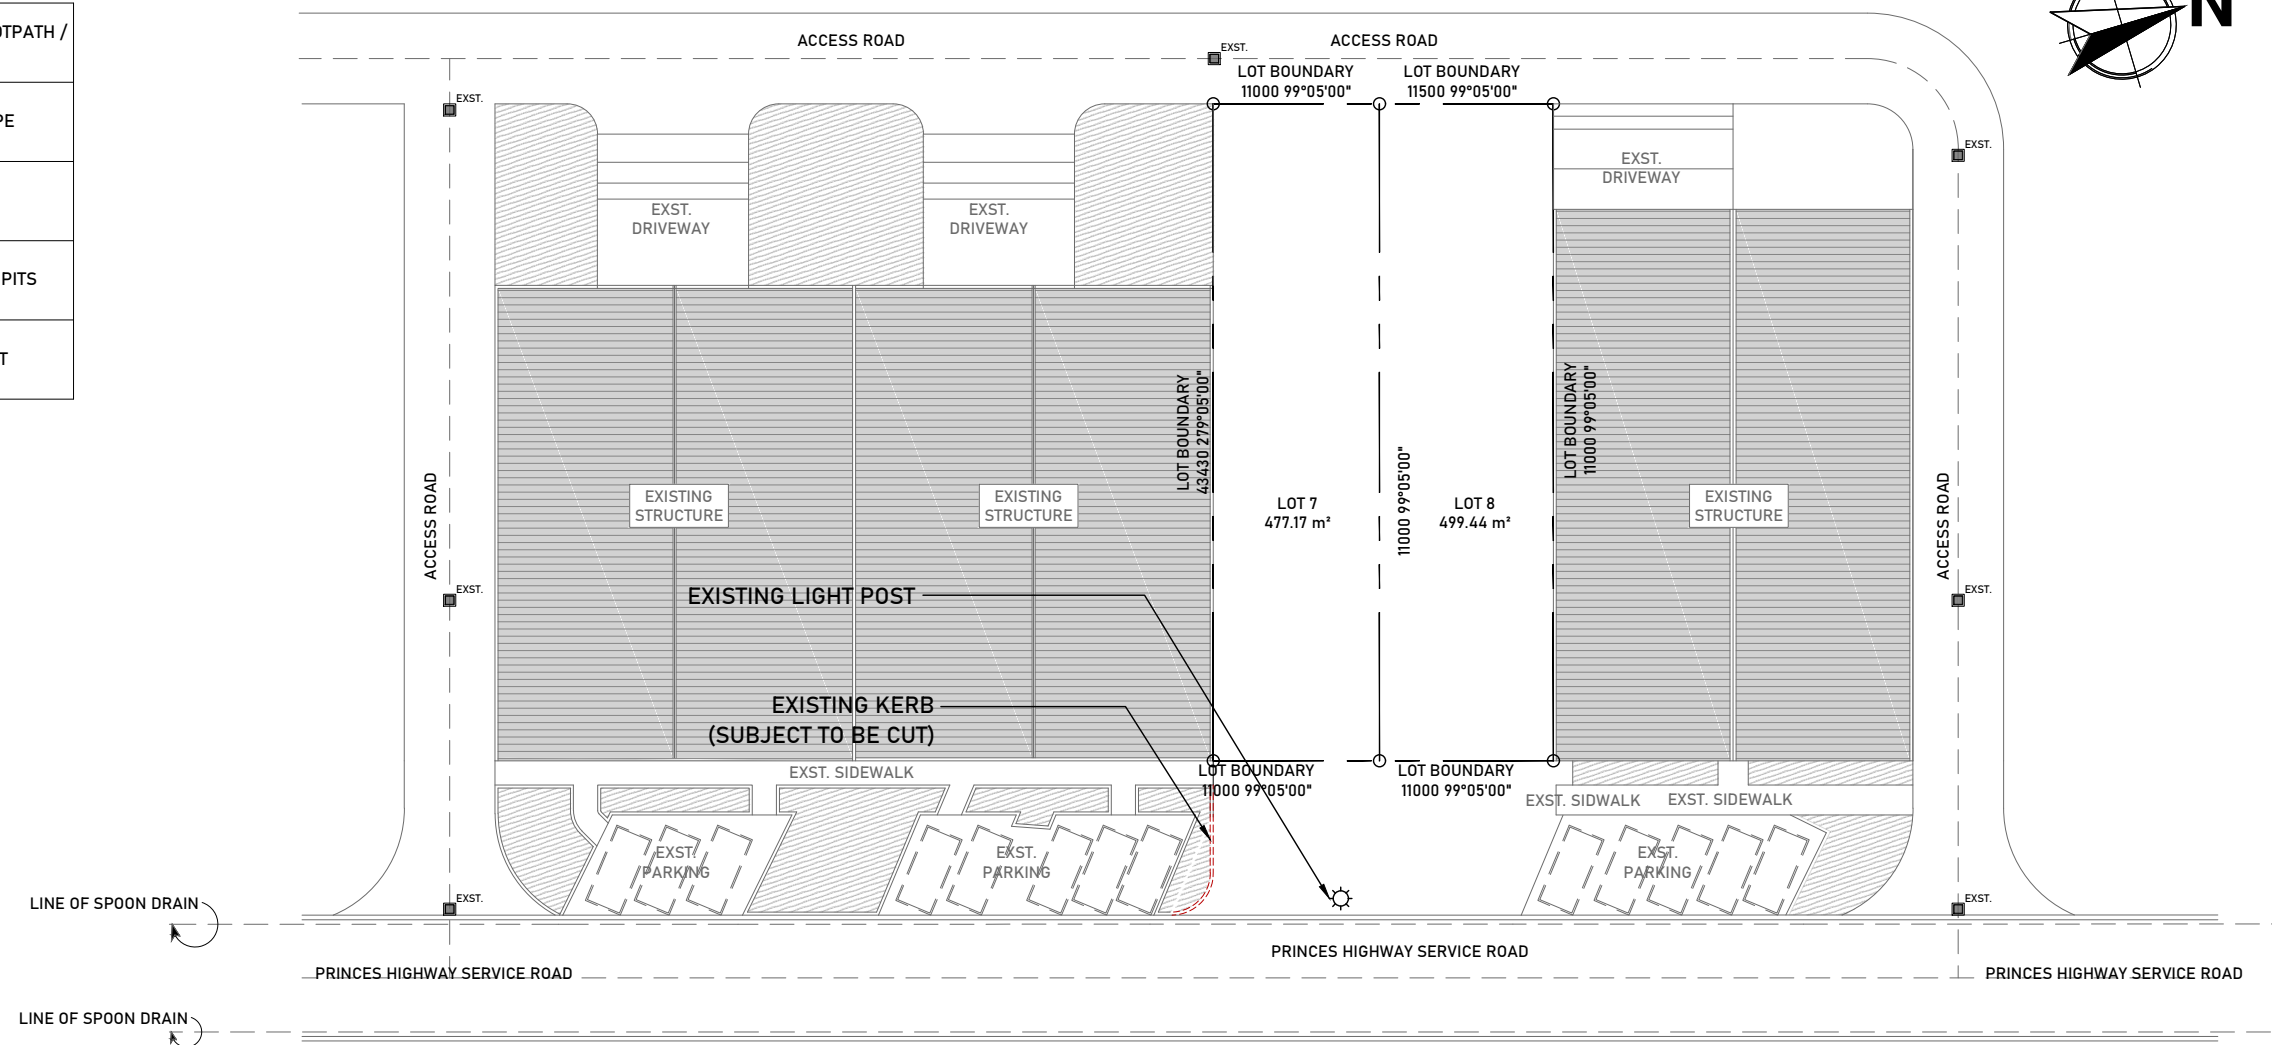 OTPATH /
PE
PITS
T
N
ACCESS ROAD
ACCESS ROAD
EXST.
LOT BOUNDARY
11000 99°05'00"
LOT BOUNDARY
11500 99°05'00"
EXST.
EXST.
EXST.
DRIVEWAY
EXST.
DRIVEWAY
EXST.
DRIVEWAY
LOT BOUNDARY
43430 279°05'00"
LOT BOUNDARY
11000 99°05'00"
11000 99°05'00"
ACCESS ROAD
ACCESS ROAD
EXISTING
STRUCTURE
EXISTING
STRUCTURE
LOT 7
477.17 m²
LOT 8
499.44 m²
EXISTING
STRUCTURE
EXST.
EXISTING LIGHT POST
EXST.
EXISTING KERB
(SUBJECT TO BE CUT)
EXST. SIDEWALK
LOT BOUNDARY
11000 99°05'00"
LOT BOUNDARY
11000 99°05'00"
EXST. SIDWALK
EXST. SIDEWALK
EXST.
PARKING
EXST.
PARKING
EXST.
PARKING
EXST.
EXST.
LINE OF SPOON DRAIN
PRINCES HIGHWAY SERVICE ROAD
PRINCES HIGHWAY SERVICE ROAD
PRINCES HIGHWAY SERVICE ROAD
LINE OF SPOON DRAIN